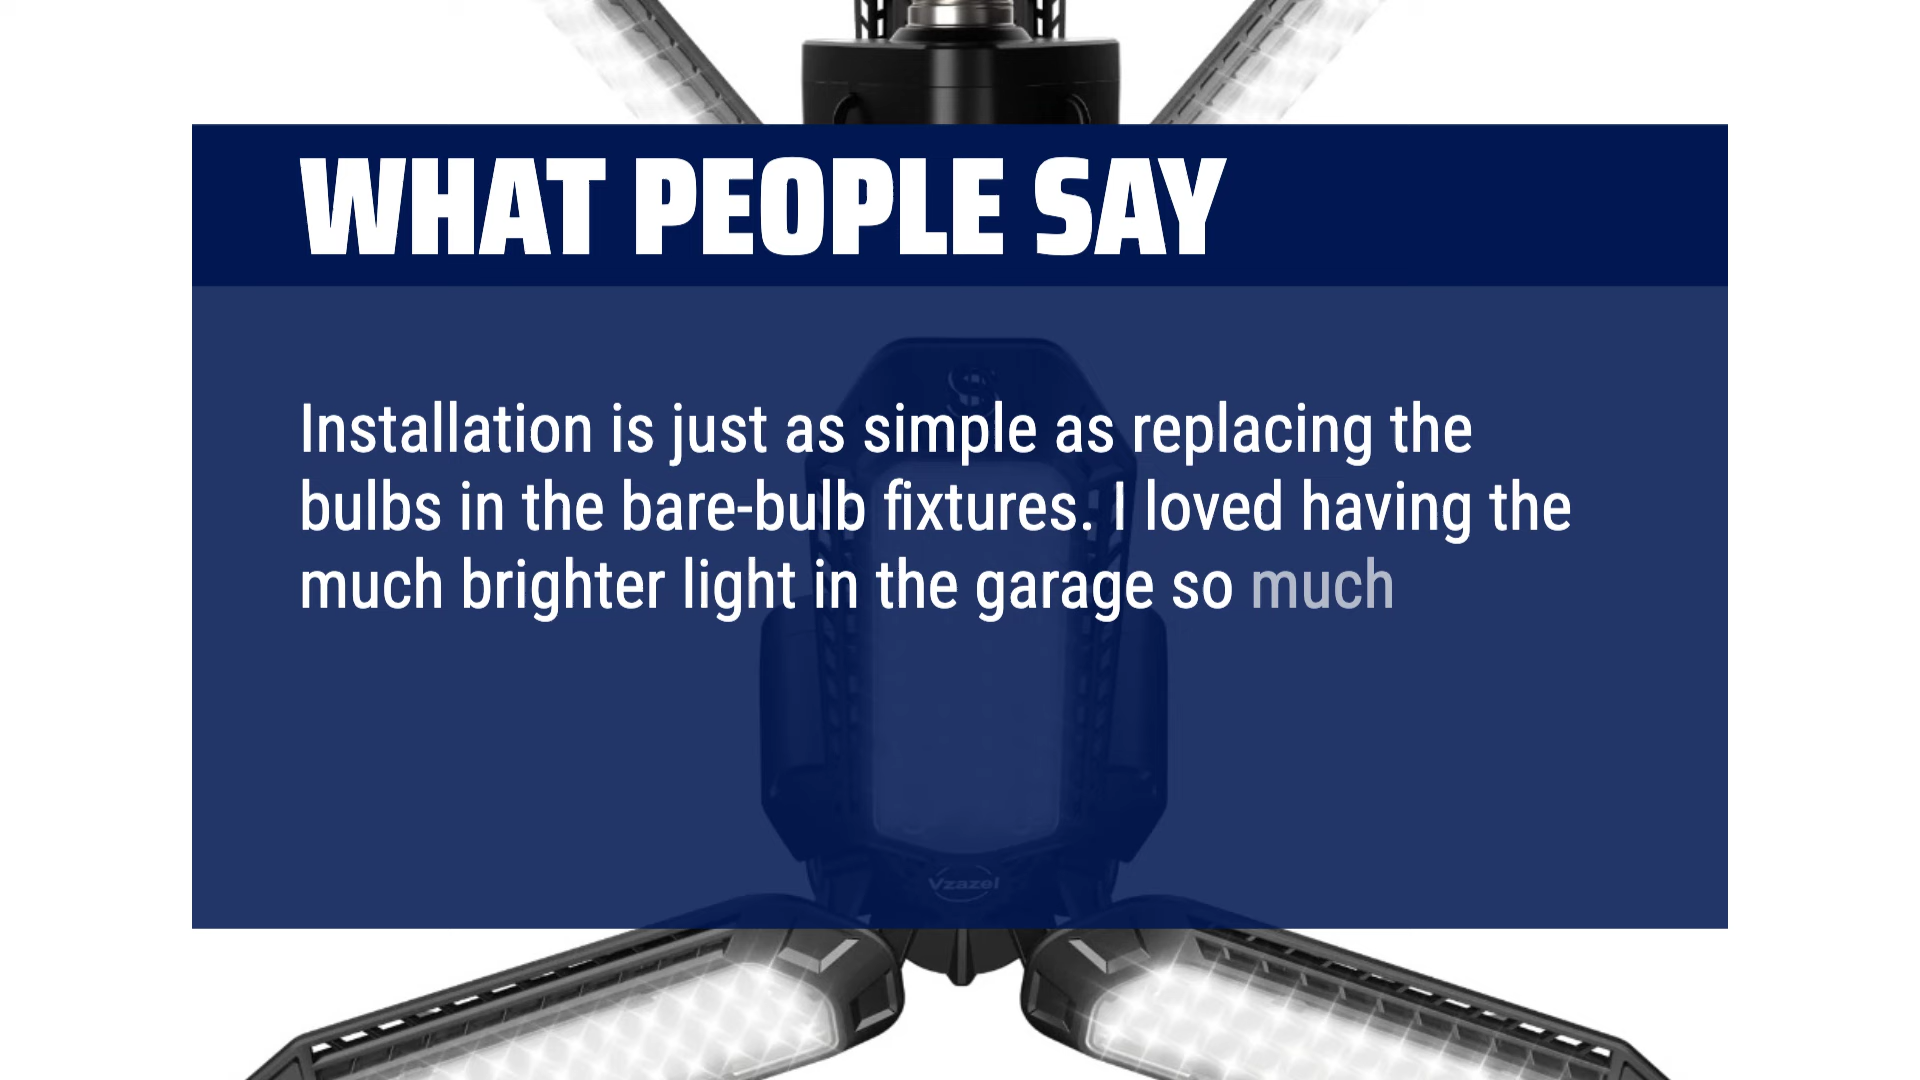 WHAT PEOPLE SAY
Installation is just as simple as replacing the
bulbs in the bare-bulb fixtures. I loved having the
much brighter light in the garage so much
Vzazel